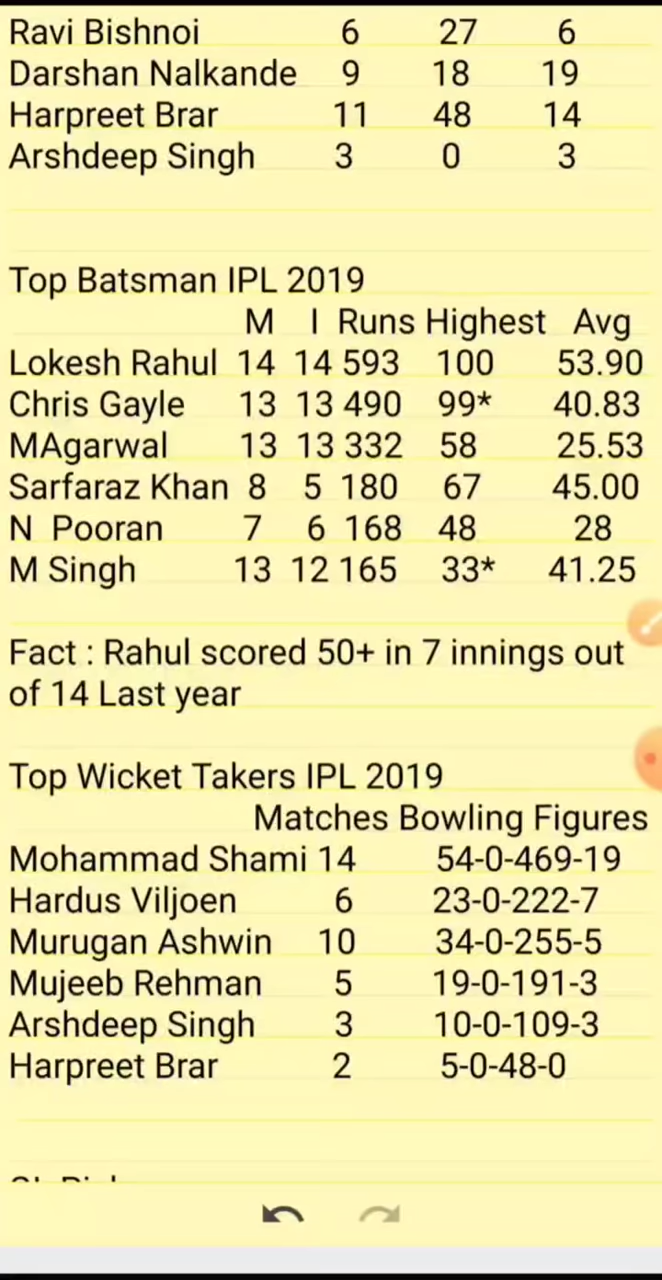 Ravi Bishnoi 6 27 6
Darshan Nalkande 9 18 19
Harpreet Brar 11 48 14
Arshdeep Singh 3 0 3
Top Batsman IPL 2019
M I Runs Highest Avg
Lokesh Rahul 14 14 593 100 53.90
Chris Gayle 13 13 490 99* 40.83
MAgarwal 13 13 332 58 25.53
Sarfaraz Khan 8 5 180 67 45.00
N Pooran 7 6 168 48 28
M Singh 13 12 165 33* 41.25
Fact : Rahul scored 50+ in 7 innings out
of 14 Last year
Top Wicket Takers IPL 2019
Matches Bowling Figures
Mohammad Shami 14 54-0-469-19
Hardus Viljoen 6 23-0-222-7
Murugan Ashwin 10 34-0-255-5
Mujeeb Rehman 5 19-0-191-3
Arshdeep Singh 3 10-0-109-3
Harpreet Brar 2 5-0-48-0